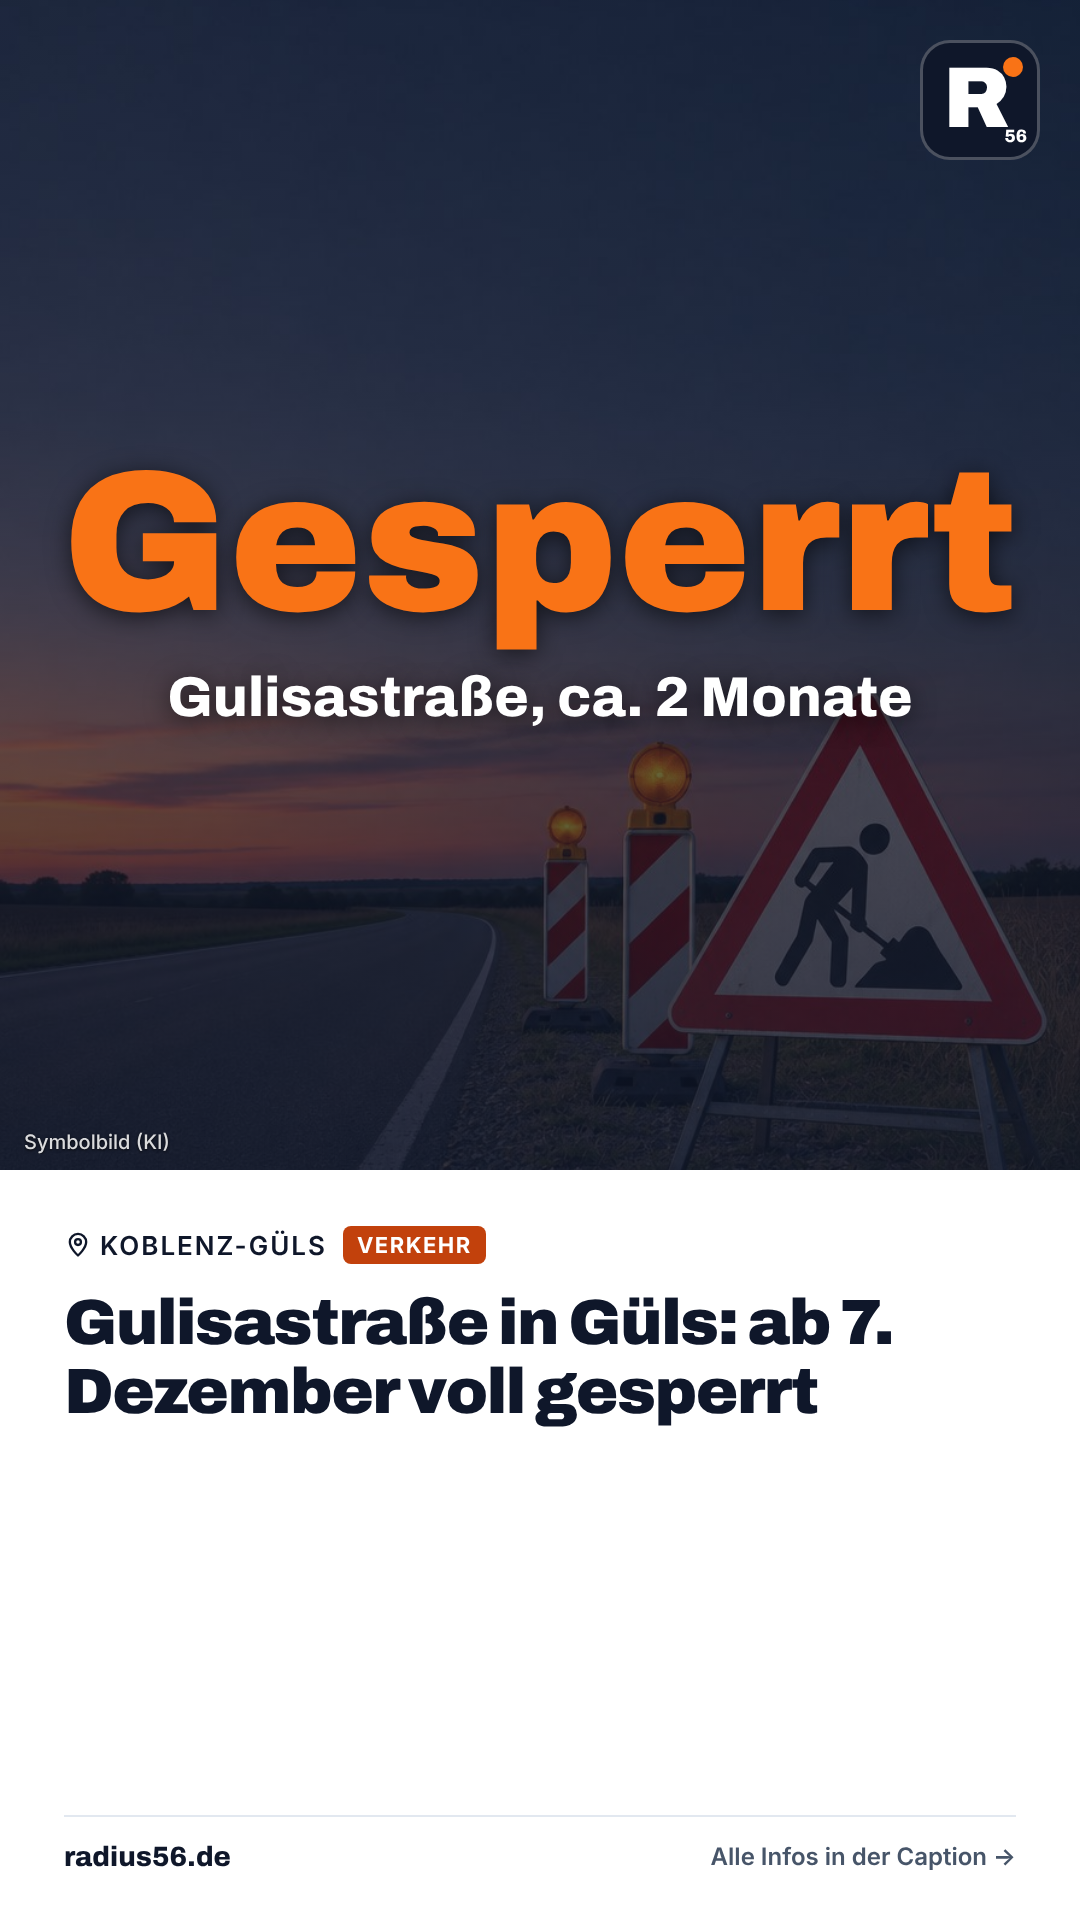 R
56
Gesperrt
Gulisastraße, ca. 2 Monate
Symbolbild (KI)
KOBLENZ-GÜLS VERKEHR
Gulisastraße in Güls: ab 7.
Dezember voll gesperrt
radius56.de
Alle Infos in der Caption →